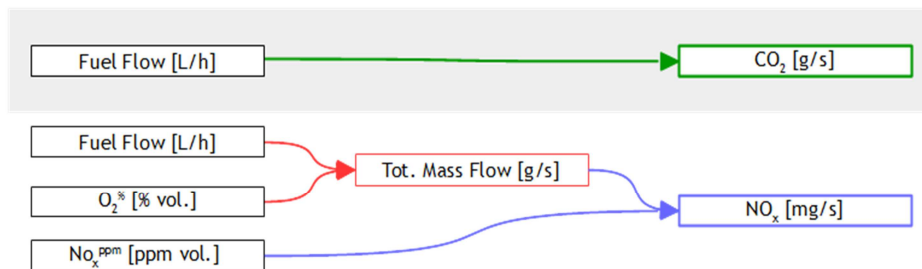 Fuel Flow [L/h]
CO₂ [g/s]
Fuel Flow [L/h]
Tot. Mass Flow [g/s]
O₂% [% vol.]
NOₓ [mg/s]
Noₓᵖᵖᵐ [ppm vol.]